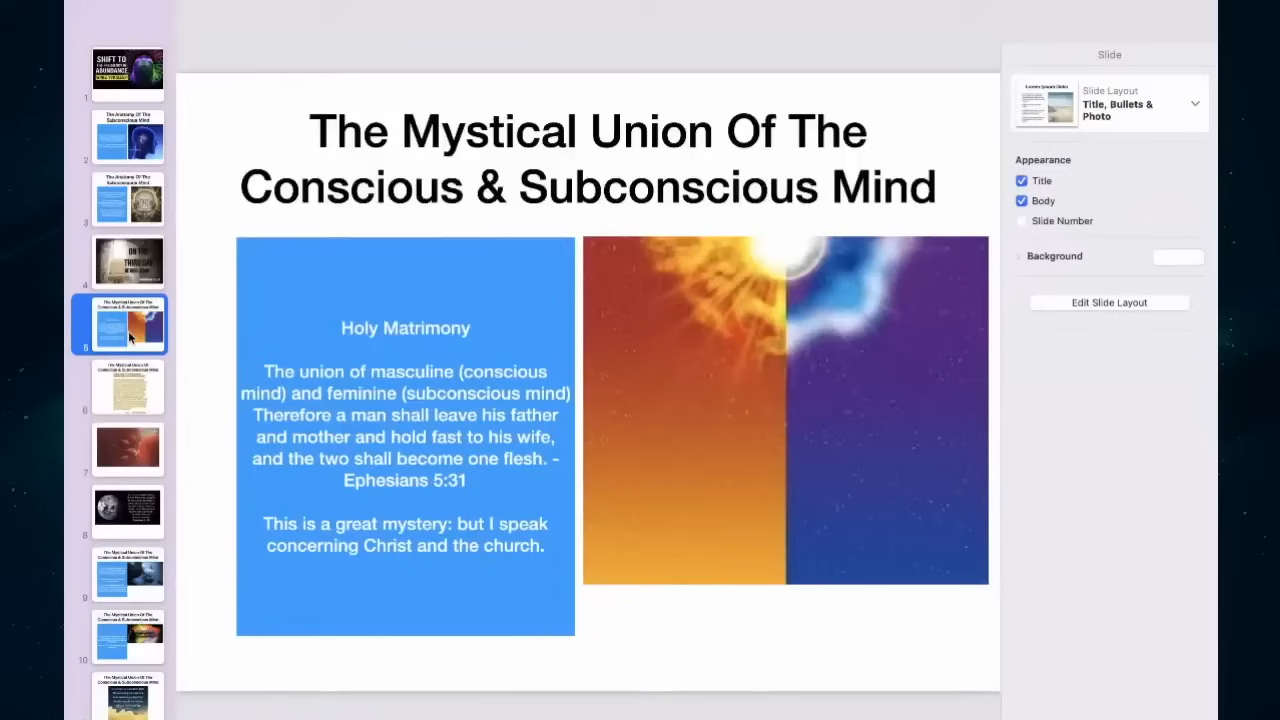 The Mystical Union Of The
Conscious & Subconscious Mind
Holy Matrimony
The union of masculine (conscious
mind) and feminine (subconscious mind)
Therefore a man shall leave his father
and mother and hold fast to his wife,
and the two shall become one flesh. -
Ephesians 5:31
This is a great mystery: but I speak
concerning Christ and the church.
Slide
Slide Layout
Title, Bullets &
Photo
Appearance
Title
Body
Slide Number
Background
Edit Slide Layout
SHIFT TO
ABUNDANCE
1
The Anatomy Of The
Subconscious Mind
2
The Anatomy Of The
Subconscious Mind
3
ON THE
THIRD DAY
4
The Mystical Union Of The
Conscious & Subconscious Mind
5
The Mystical Union Of
The Conscious & Subconscious Mind
6
7
8
The Mystical Union Of The
Conscious & Subconscious Mind
9
The Mystical Union Of The
Conscious & Subconscious Mind
10
The Mystical Union Of The
Conscious & Subconscious Mind